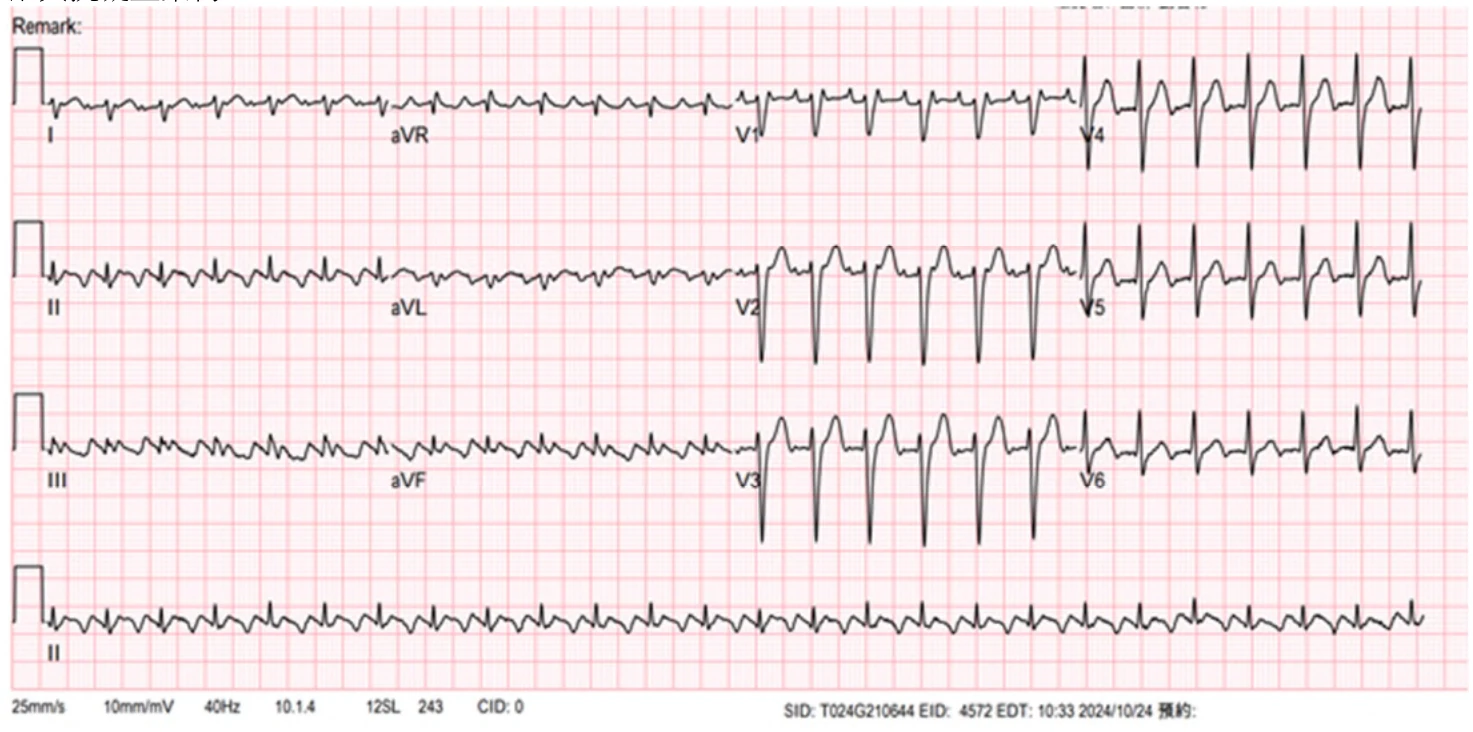 Remark:
I
aVR
V1
V4
II
aVL
V2
V5
III
aVF
V3
V6
II
25mm/s 10mm/mV 40Hz 10.1.4 12SL 243 CID: 0
SID: T024G210644 EID: 4572 EDT: 10:33 2024/10/24 預約: